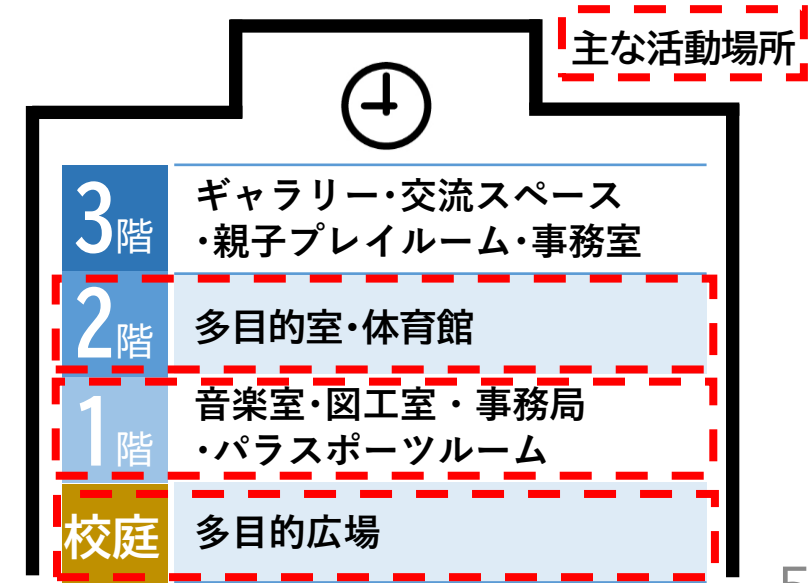 主な活動場所
3階
ギャラリー・交流スペース
・親子プレイルーム・事務室
2階
多目的室・体育館
1階
音楽室・図工室・事務局
・パラスポーツルーム
校庭
多目的広場